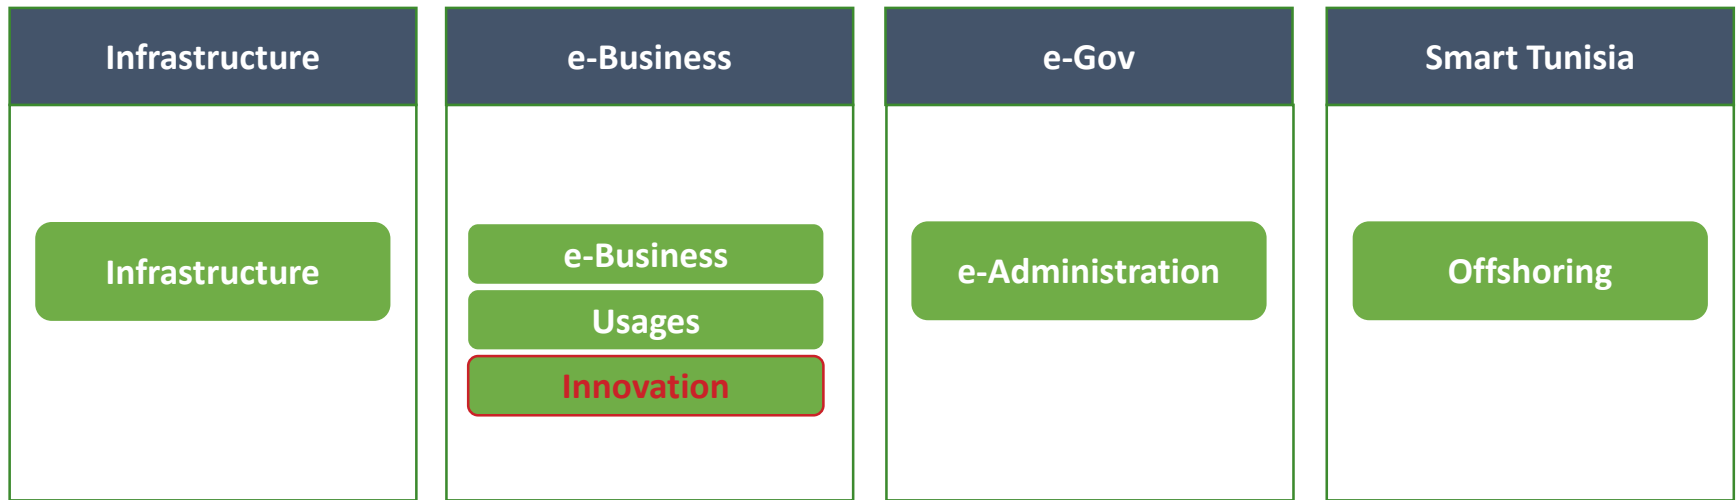 Infrastructure
e-Business
e-Gov
Smart Tunisia
Infrastructure
e-Business
Usages
Innovation
e-Administration
Offshoring